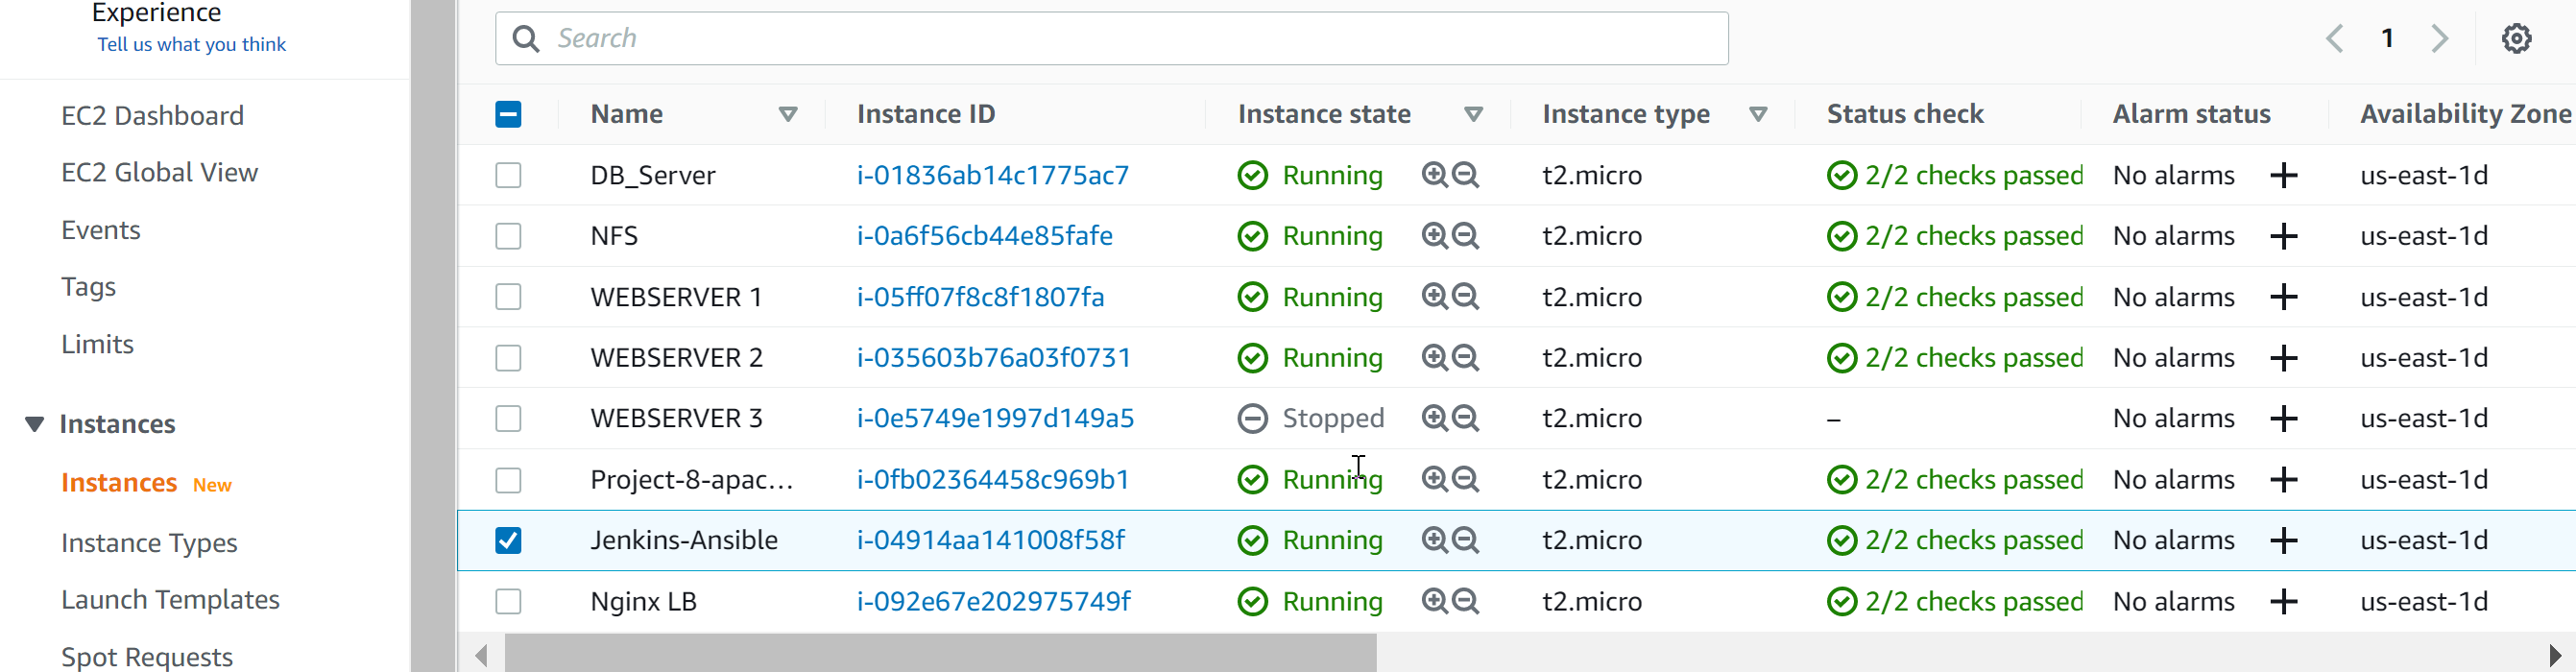 Experience
Tell us what you think
EC2 Dashboard
EC2 Global View
Events
Tags
Limits
Instances
Instances New
Instance Types
Launch Templates
Spot Requests
Search
1
Name Instance ID Instance state Instance type Status check Alarm status Availability Zone
DB_Server i-01836ab14c1775ac7 Running t2.micro 2/2 checks passed No alarms + us-east-1d
NFS i-0a6f56cb44e85fafe Running t2.micro 2/2 checks passed No alarms + us-east-1d
WEBSERVER 1 i-05ff07f8c8f1807fa Running t2.micro 2/2 checks passed No alarms + us-east-1d
WEBSERVER 2 i-035603b76a03f0731 Running t2.micro 2/2 checks passed No alarms + us-east-1d
WEBSERVER 3 i-0e5749e1997d149a5 Stopped t2.micro – No alarms + us-east-1d
Project-8-apac... i-0fb02364458c969b1 Running t2.micro 2/2 checks passed No alarms + us-east-1d
Jenkins-Ansible i-04914aa141008f58f Running t2.micro 2/2 checks passed No alarms + us-east-1d
Nginx LB i-092e67e202975749f Running t2.micro 2/2 checks passed No alarms + us-east-1d